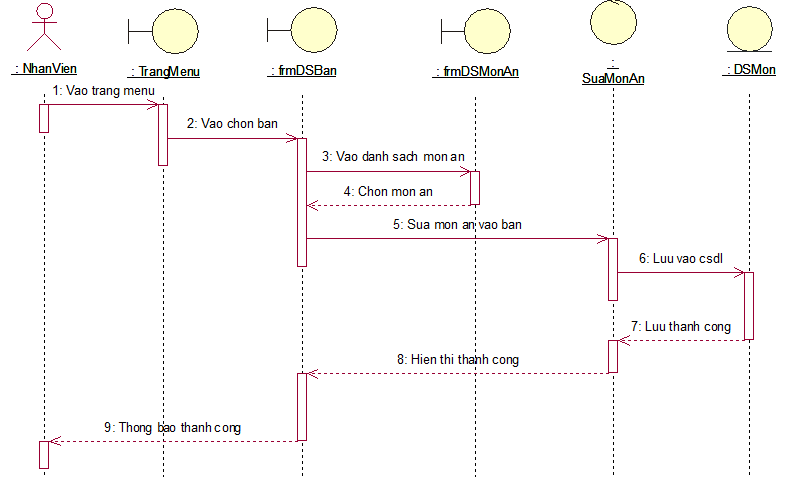 : NhanVien
: TrangMenu
: frmDSBan
: frmDSMonAn
:
SuaMonAn
: DSMon
1: Vao trang menu
2: Vao chon ban
3: Vao danh sach mon an
4: Chon mon an
5: Sua mon an vao ban
6: Luu vao csdl
7: Luu thanh cong
8: Hien thi thanh cong
9: Thong bao thanh cong